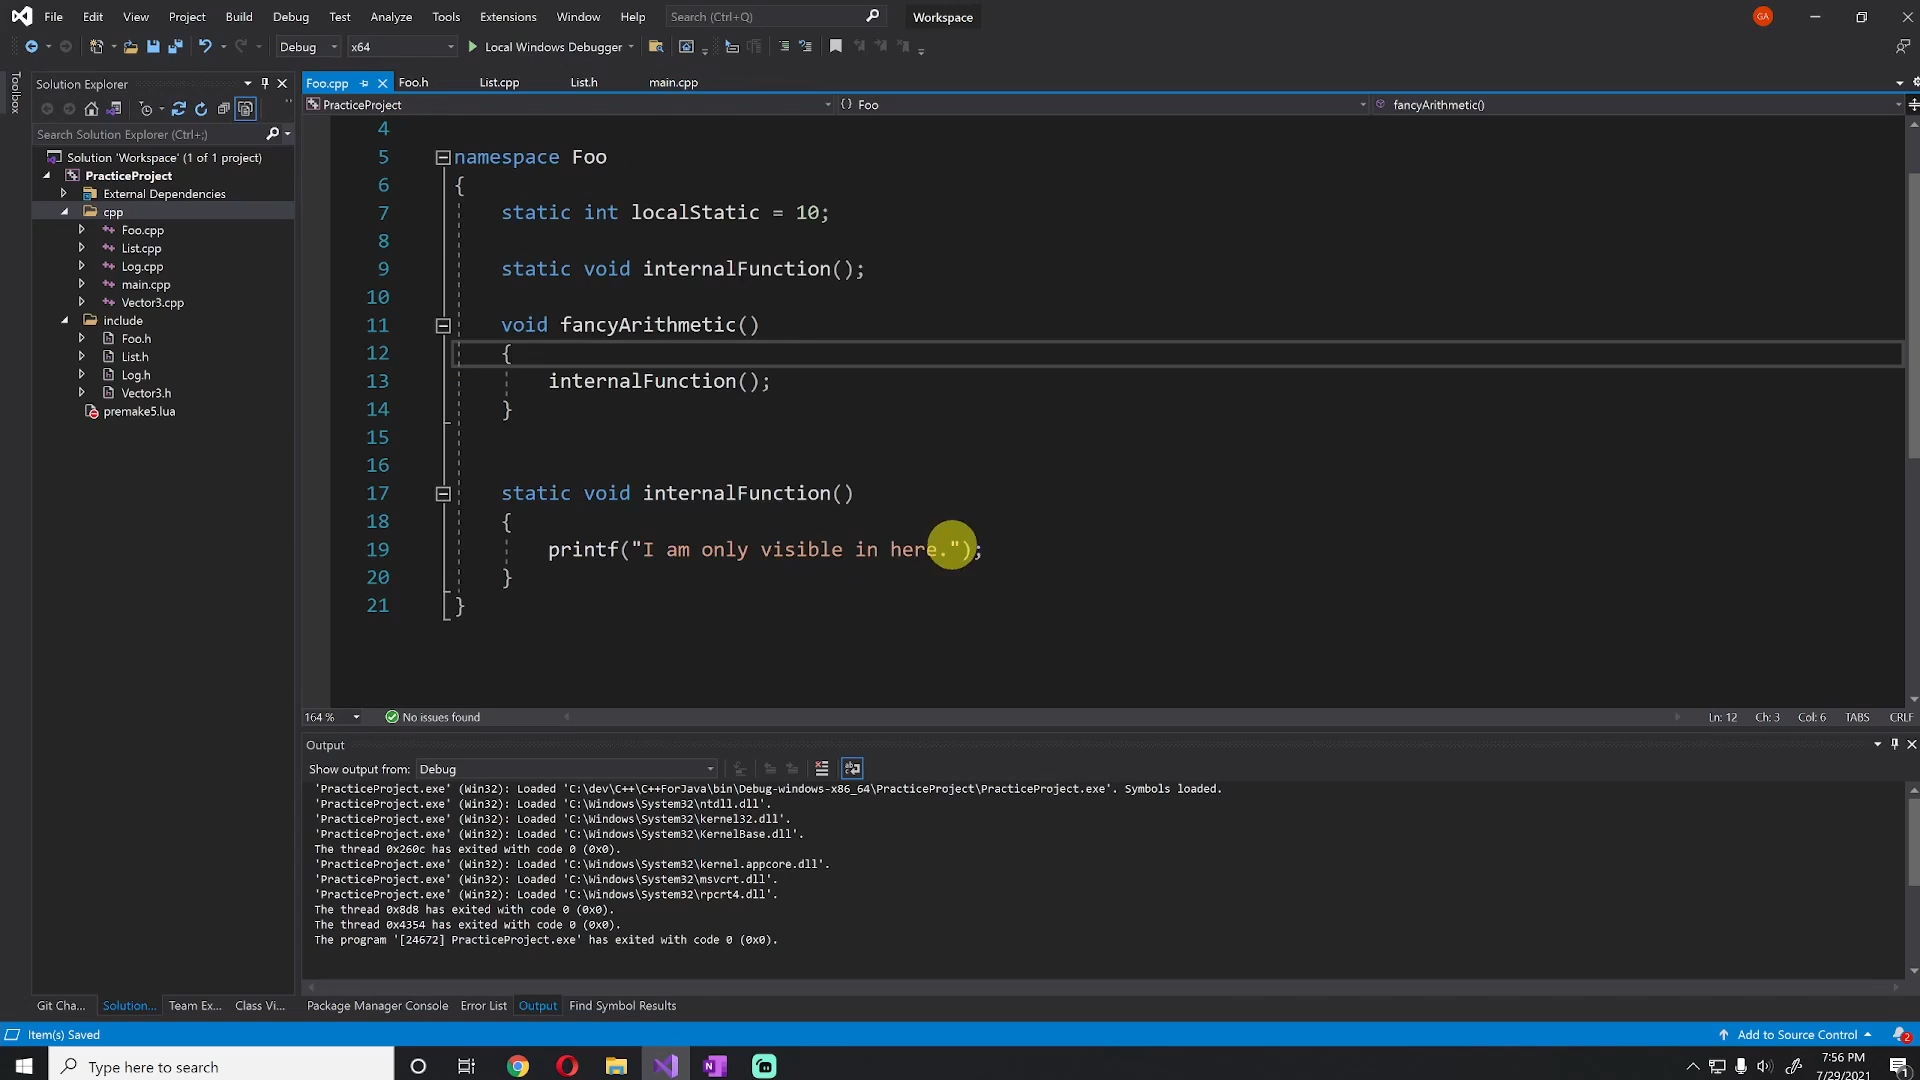 File Edit View Project Build Debug Test Analyze Tools Extensions Window Help Search (Ctrl+Q) Workspace GA
Debug x64 Local Windows Debugger
Toolbox
Solution Explorer
Search Solution Explorer (Ctrl+;)
Solution 'Workspace' (1 of 1 project)
PracticeProject
External Dependencies
cpp
Foo.cpp
List.cpp
Log.cpp
main.cpp
Vector3.cpp
include
Foo.h
List.h
Log.h
Vector3.h
premake5.lua
Foo.cpp Foo.h List.cpp List.h main.cpp
PracticeProject {} Foo fancyArithmetic()
4
5 namespace Foo
6 {
7 static int localStatic = 10;
8
9 static void internalFunction();
10
11 void fancyArithmetic()
12 {
13 internalFunction();
14 }
15
16
17 static void internalFunction()
18 {
19 printf("I am only visible in here.");
20 }
21 }
164 % No issues found Ln: 12 Ch: 3 Col: 6 TABS CRLF
Output
Show output from: Debug
'PracticeProject.exe' (Win32): Loaded 'C:\dev\C++\C++ForJava\bin\Debug-windows-x86_64\PracticeProject\PracticeProject.exe'. Symbols loaded.
'PracticeProject.exe' (Win32): Loaded 'C:\Windows\System32\ntdll.dll'.
'PracticeProject.exe' (Win32): Loaded 'C:\Windows\System32\kernel32.dll'.
'PracticeProject.exe' (Win32): Loaded 'C:\Windows\System32\KernelBase.dll'.
The thread 0x260c has exited with code 0 (0x0).
'PracticeProject.exe' (Win32): Loaded 'C:\Windows\System32\kernel.appcore.dll'.
'PracticeProject.exe' (Win32): Loaded 'C:\Windows\System32\msvcrt.dll'.
'PracticeProject.exe' (Win32): Loaded 'C:\Windows\System32\rpcrt4.dll'.
The thread 0x8d8 has exited with code 0 (0x0).
The thread 0x4354 has exited with code 0 (0x0).
The program '[24672] PracticeProject.exe' has exited with code 0 (0x0).
Git Cha... Solution... Team Ex... Class Vi... Package Manager Console Error List Output Find Symbol Results
Item(s) Saved Add to Source Control 2
Type here to search 7:56 PM
7/29/2021 1